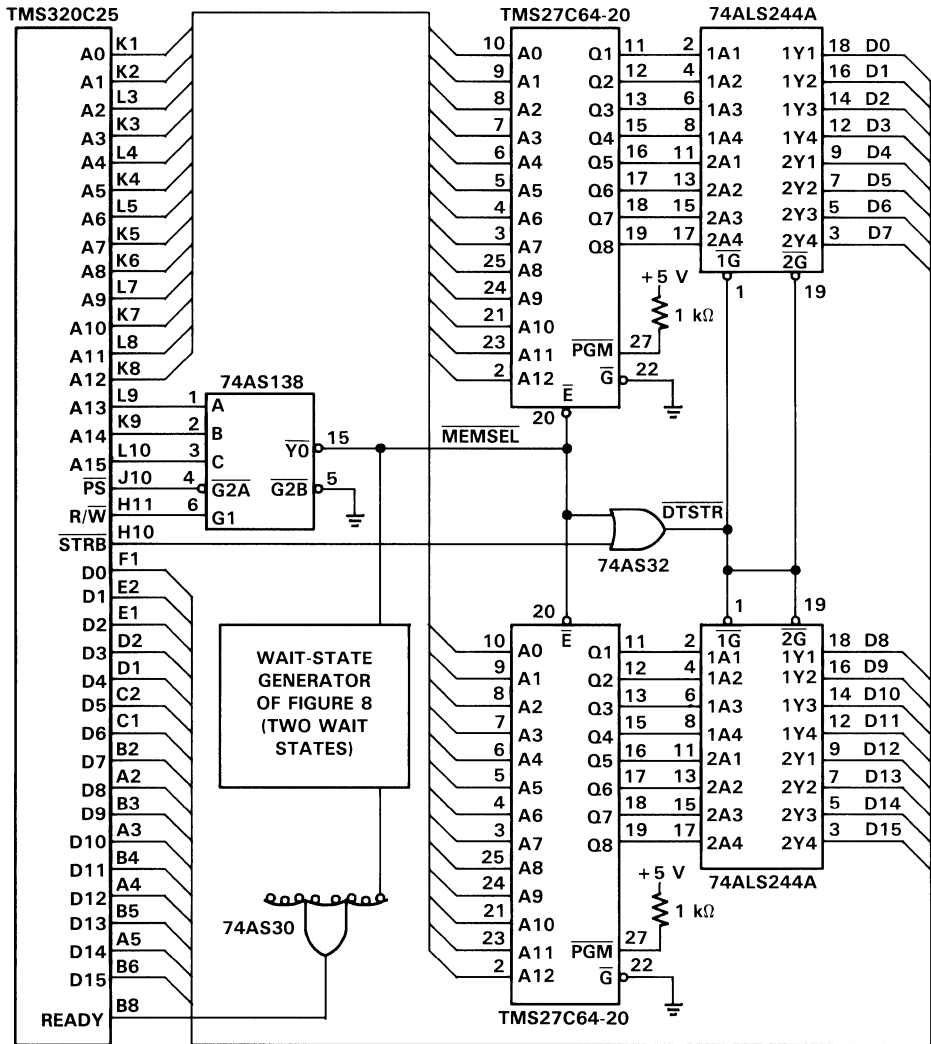 TMS320C25 TMS27C64-20 74ALS244A
A0 K1 10 A0 Q1 11 2 1A1 1Y1 18 D0
A1 K2 9 A1 Q2 12 4 1A2 1Y2 16 D1
A2 L3 8 A2 Q3 13 6 1A3 1Y3 14 D2
A3 K3 7 A3 Q4 15 8 1A4 1Y4 12 D3
A4 L4 6 A4 Q5 16 11 2A1 2Y1 9 D4
A5 K4 5 A5 Q6 17 13 2A2 2Y2 7 D5
A6 L5 4 A6 Q7 18 15 2A3 2Y3 5 D6
A7 K5 3 A7 Q8 19 17 2A4 2Y4 3 D7
A8 K6 25 A8 1G 2G
A9 L7 24 A9 +5 V 1 19
A10 K7 21 A10 1 kΩ
A11 L8 23 A11 PGM 27
A12 K8 2 A12 G 22
74AS138 E
A13 L9 1 A 20
A14 K9 2 B Y0 15 MEMSEL
A15 L10 3 C
PS J10 4 G2A G2B 5
R/W H11 6 G1 DTSTR
STRB H10
74AS32
D0 F1
D1 E2
D2 E1 20 1 19
D3 D2 E 1G 2G
D4 D1 10 A0 Q1 11 2 1A1 1Y1 18 D8
D5 C2 9 A1 Q2 12 4 1A2 1Y2 16 D9
D6 C1 8 A2 Q3 13 6 1A3 1Y3 14 D10
D7 B2 7 A3 Q4 15 8 1A4 1Y4 12 D11
D8 A2 6 A4 Q5 16 11 2A1 2Y1 9 D12
D9 B3 5 A5 Q6 17 13 2A2 2Y2 7 D13
D10 A3 4 A6 Q7 18 15 2A3 2Y3 5 D14
D11 B4 3 A7 Q8 19 17 2A4 2Y4 3 D15
D12 A4 25 A8 74ALS244A
D13 B5 24 A9 +5 V
D14 A5 21 A10 1 kΩ
D15 B6 23 A11 PGM 27
READY B8 2 A12 G 22
WAIT-STATE
GENERATOR
OF FIGURE 8
(TWO WAIT
STATES)
74AS30
TMS27C64-20